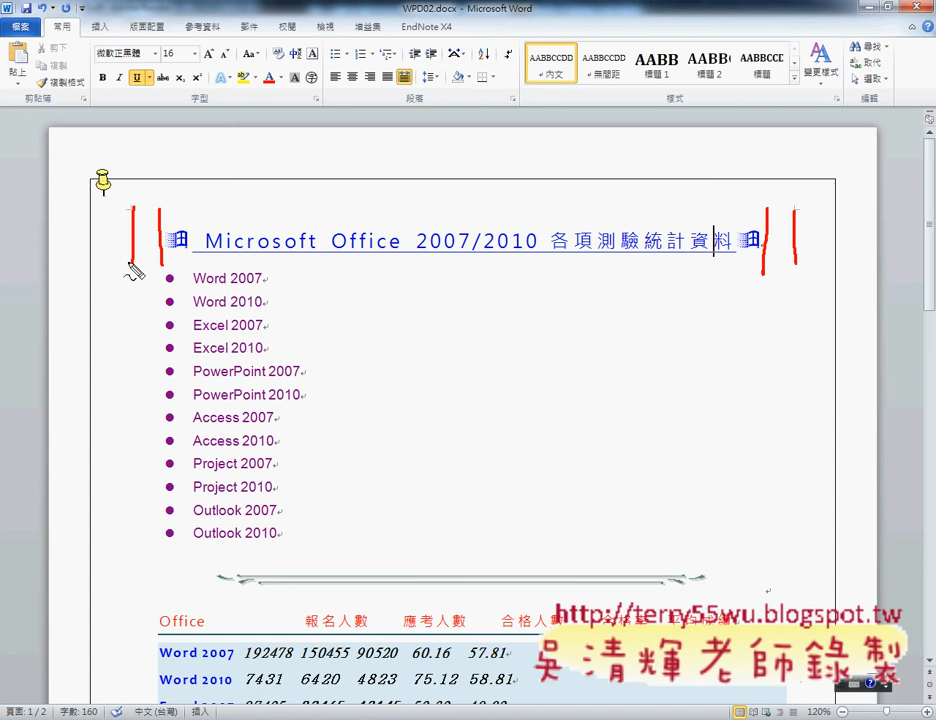 WPD02.docx - Microsoft Word
檔案 常用 插入 版面配置 參考資料 郵件 校閱 檢視 增益集 EndNote X4
貼上 剪下 複製 複製格式 微軟正黑體 16 AABBCCDD 內文 AABBCCDD 無間距 AABB 標題 1 AABB( 標題 2 AABBCCE 標題 變更樣式 尋找 取代 選取
剪貼簿 字型 段落 樣式 編輯
Microsoft Office 2007/2010 各項測驗統計資料
Word 2007
Word 2010
Excel 2007
Excel 2010
PowerPoint 2007
PowerPoint 2010
Access 2007
Access 2010
Project 2007
Project 2010
Outlook 2007
Outlook 2010
http://terry55wu.blogspot.tw
Office 報名人數 應考人數 合格人數
吳清輝老師錄製
Word 2007 192478 150455 90520 60.16 57.81
Word 2010 7431 6420 4823 75.12 58.81
頁面: 1 / 2 字數: 160 中文 (台灣) 插入 120%